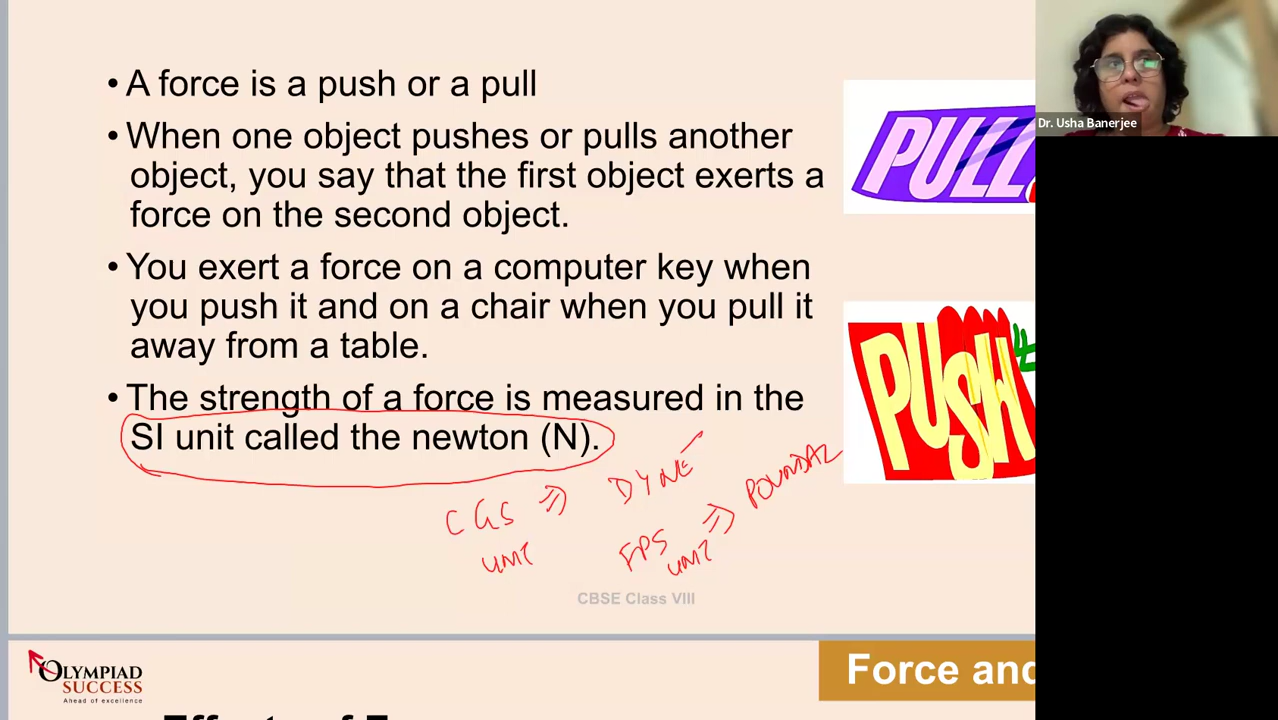 • A force is a push or a pull
• When one object pushes or pulls another
object, you say that the first object exerts a
force on the second object.
• You exert a force on a computer key when
you push it and on a chair when you pull it
away from a table.
• The strength of a force is measured in the
SI unit called the newton (N).
PULL
Dr. Usha Banerjee
PUSH
CGS ⇒ DYNE
UNIT
FPS ⇒ POUNDAL
UNIT
CBSE Class VIII
OLYMPIAD
SUCCESS
Ahead of excellence
Force and